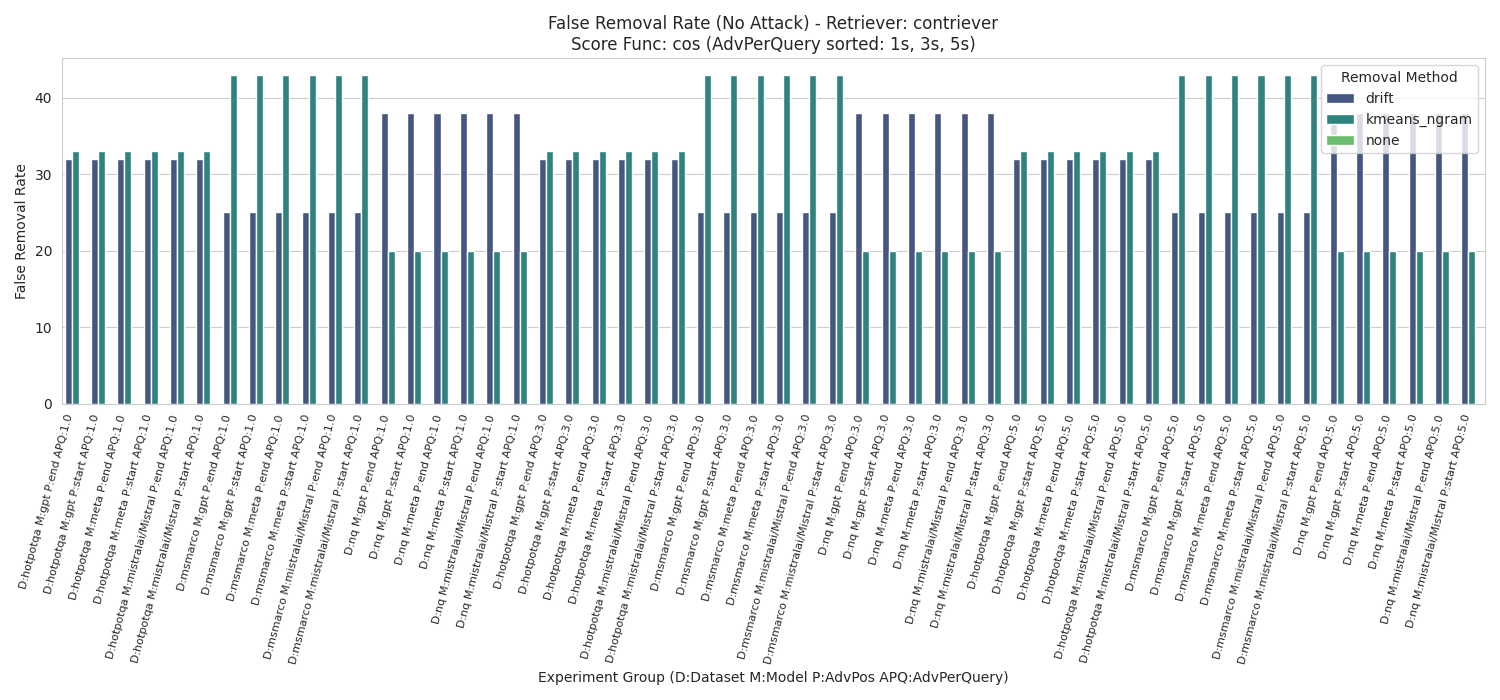 False Removal Rate (No Attack) - Retriever: contriever
Score Func: cos (AdvPerQuery sorted: 1s, 3s, 5s)
Removal Method
drift
kmeans_ngram
none
False Removal Rate
40
30
20
10
0
D:hotpotqa M:gpt P:end APQ:1.0
D:hotpotqa M:gpt P:start APQ:1.0
D:hotpotqa M:meta P:end APQ:1.0
D:hotpotqa M:meta P:start APQ:1.0
D:hotpotqa M:mistralai/Mistral P:end APQ:1.0
D:hotpotqa M:mistralai/Mistral P:start APQ:1.0
D:msmarco M:gpt P:end APQ:1.0
D:msmarco M:gpt P:start APQ:1.0
D:msmarco M:meta P:end APQ:1.0
D:msmarco M:meta P:start APQ:1.0
D:msmarco M:mistralai/Mistral P:end APQ:1.0
D:msmarco M:mistralai/Mistral P:start APQ:1.0
D:nq M:gpt P:end APQ:1.0
D:nq M:gpt P:start APQ:1.0
D:nq M:meta P:end APQ:1.0
D:nq M:meta P:start APQ:1.0
D:nq M:mistralai/Mistral P:end APQ:1.0
D:nq M:mistralai/Mistral P:start APQ:1.0
D:hotpotqa M:gpt P:end APQ:3.0
D:hotpotqa M:gpt P:start APQ:3.0
D:hotpotqa M:meta P:end APQ:3.0
D:hotpotqa M:meta P:start APQ:3.0
D:hotpotqa M:mistralai/Mistral P:end APQ:3.0
D:hotpotqa M:mistralai/Mistral P:start APQ:3.0
D:msmarco M:gpt P:end APQ:3.0
D:msmarco M:gpt P:start APQ:3.0
D:msmarco M:meta P:end APQ:3.0
D:msmarco M:meta P:start APQ:3.0
D:msmarco M:mistralai/Mistral P:end APQ:3.0
D:msmarco M:mistralai/Mistral P:start APQ:3.0
D:nq M:gpt P:end APQ:3.0
D:nq M:gpt P:start APQ:3.0
D:nq M:meta P:end APQ:3.0
D:nq M:meta P:start APQ:3.0
D:nq M:mistralai/Mistral P:end APQ:3.0
D:nq M:mistralai/Mistral P:start APQ:3.0
D:hotpotqa M:gpt P:end APQ:5.0
D:hotpotqa M:gpt P:start APQ:5.0
D:hotpotqa M:meta P:end APQ:5.0
D:hotpotqa M:meta P:start APQ:5.0
D:hotpotqa M:mistralai/Mistral P:end APQ:5.0
D:hotpotqa M:mistralai/Mistral P:start APQ:5.0
D:msmarco M:gpt P:end APQ:5.0
D:msmarco M:gpt P:start APQ:5.0
D:msmarco M:meta P:end APQ:5.0
D:msmarco M:meta P:start APQ:5.0
D:msmarco M:mistralai/Mistral P:end APQ:5.0
D:msmarco M:mistralai/Mistral P:start APQ:5.0
D:nq M:gpt P:end APQ:5.0
D:nq M:gpt P:start APQ:5.0
D:nq M:meta P:end APQ:5.0
D:nq M:meta P:start APQ:5.0
D:nq M:mistralai/Mistral P:end APQ:5.0
D:nq M:mistralai/Mistral P:start APQ:5.0
Experiment Group (D:Dataset M:Model P:AdvPos APQ:AdvPerQuery)